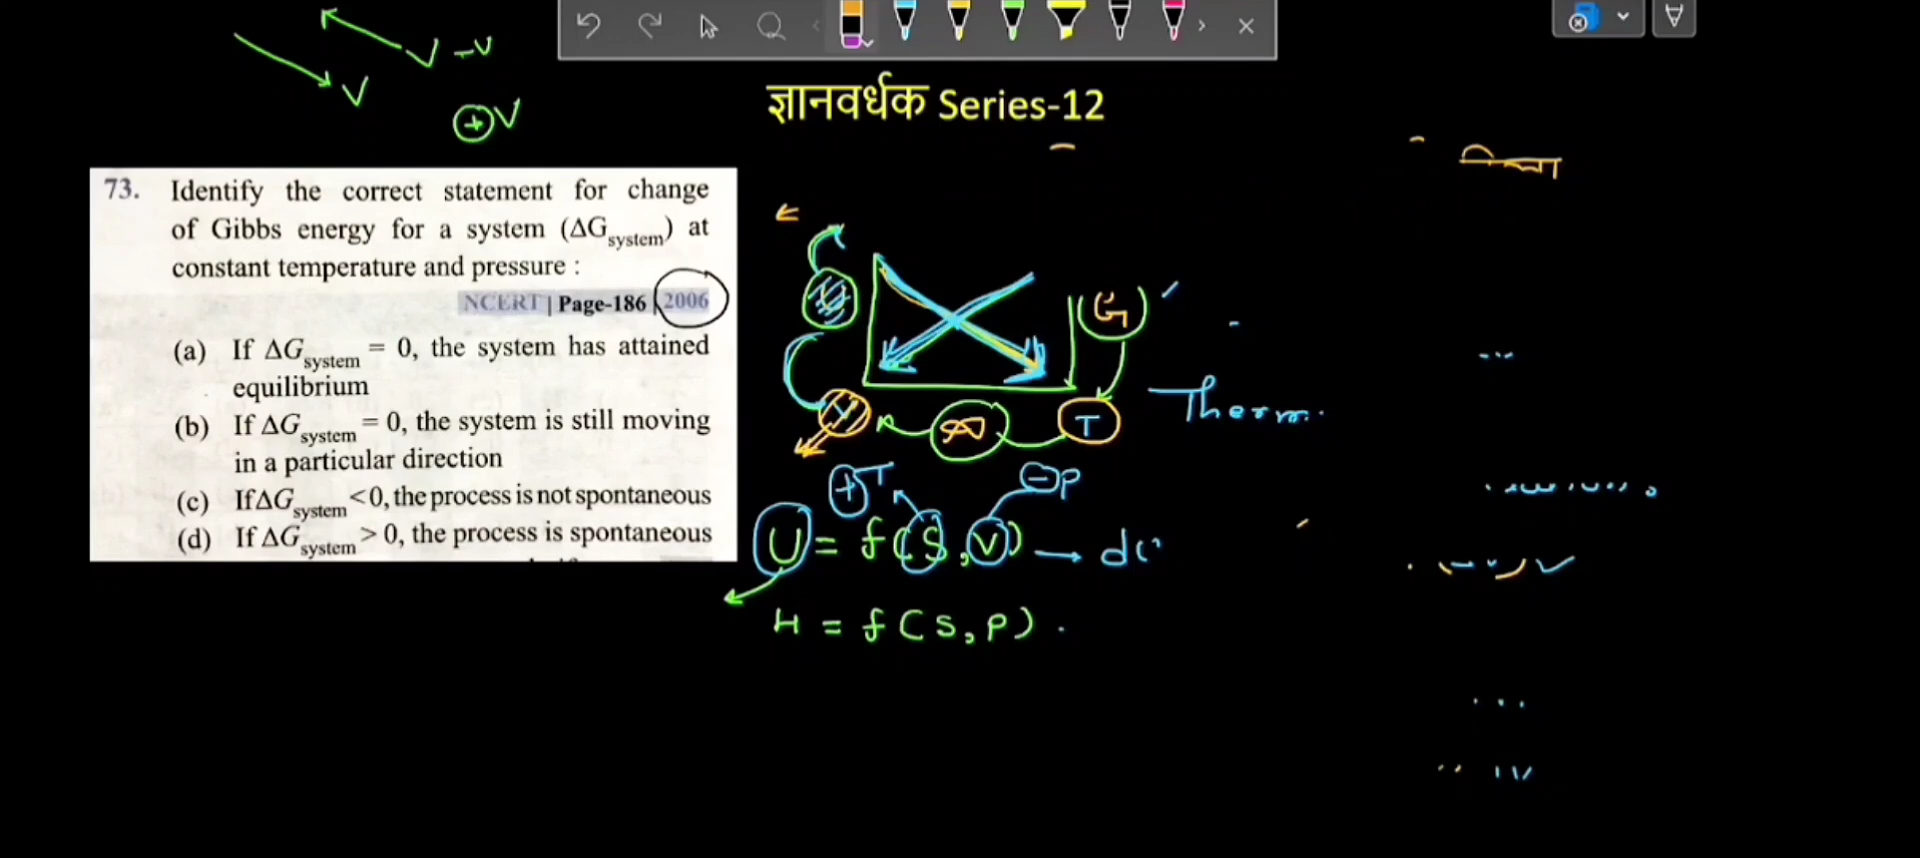 V -V
V
⊕V
ज्ञानवर्धक Series-12
73. Identify the correct statement for change
of Gibbs energy for a system (ΔGsystem) at
constant temperature and pressure :
NCERT | Page-186 | 2006
(a) If ΔGsystem = 0, the system has attained
equilibrium
(b) If ΔGsystem = 0, the system is still moving
in a particular direction
(c) If ΔGsystem < 0, the process is not spontaneous
(d) If ΔGsystem > 0, the process is spontaneous
G
T
Therm.
+T -P
U = f(S,V) → d
H = f(S,P)